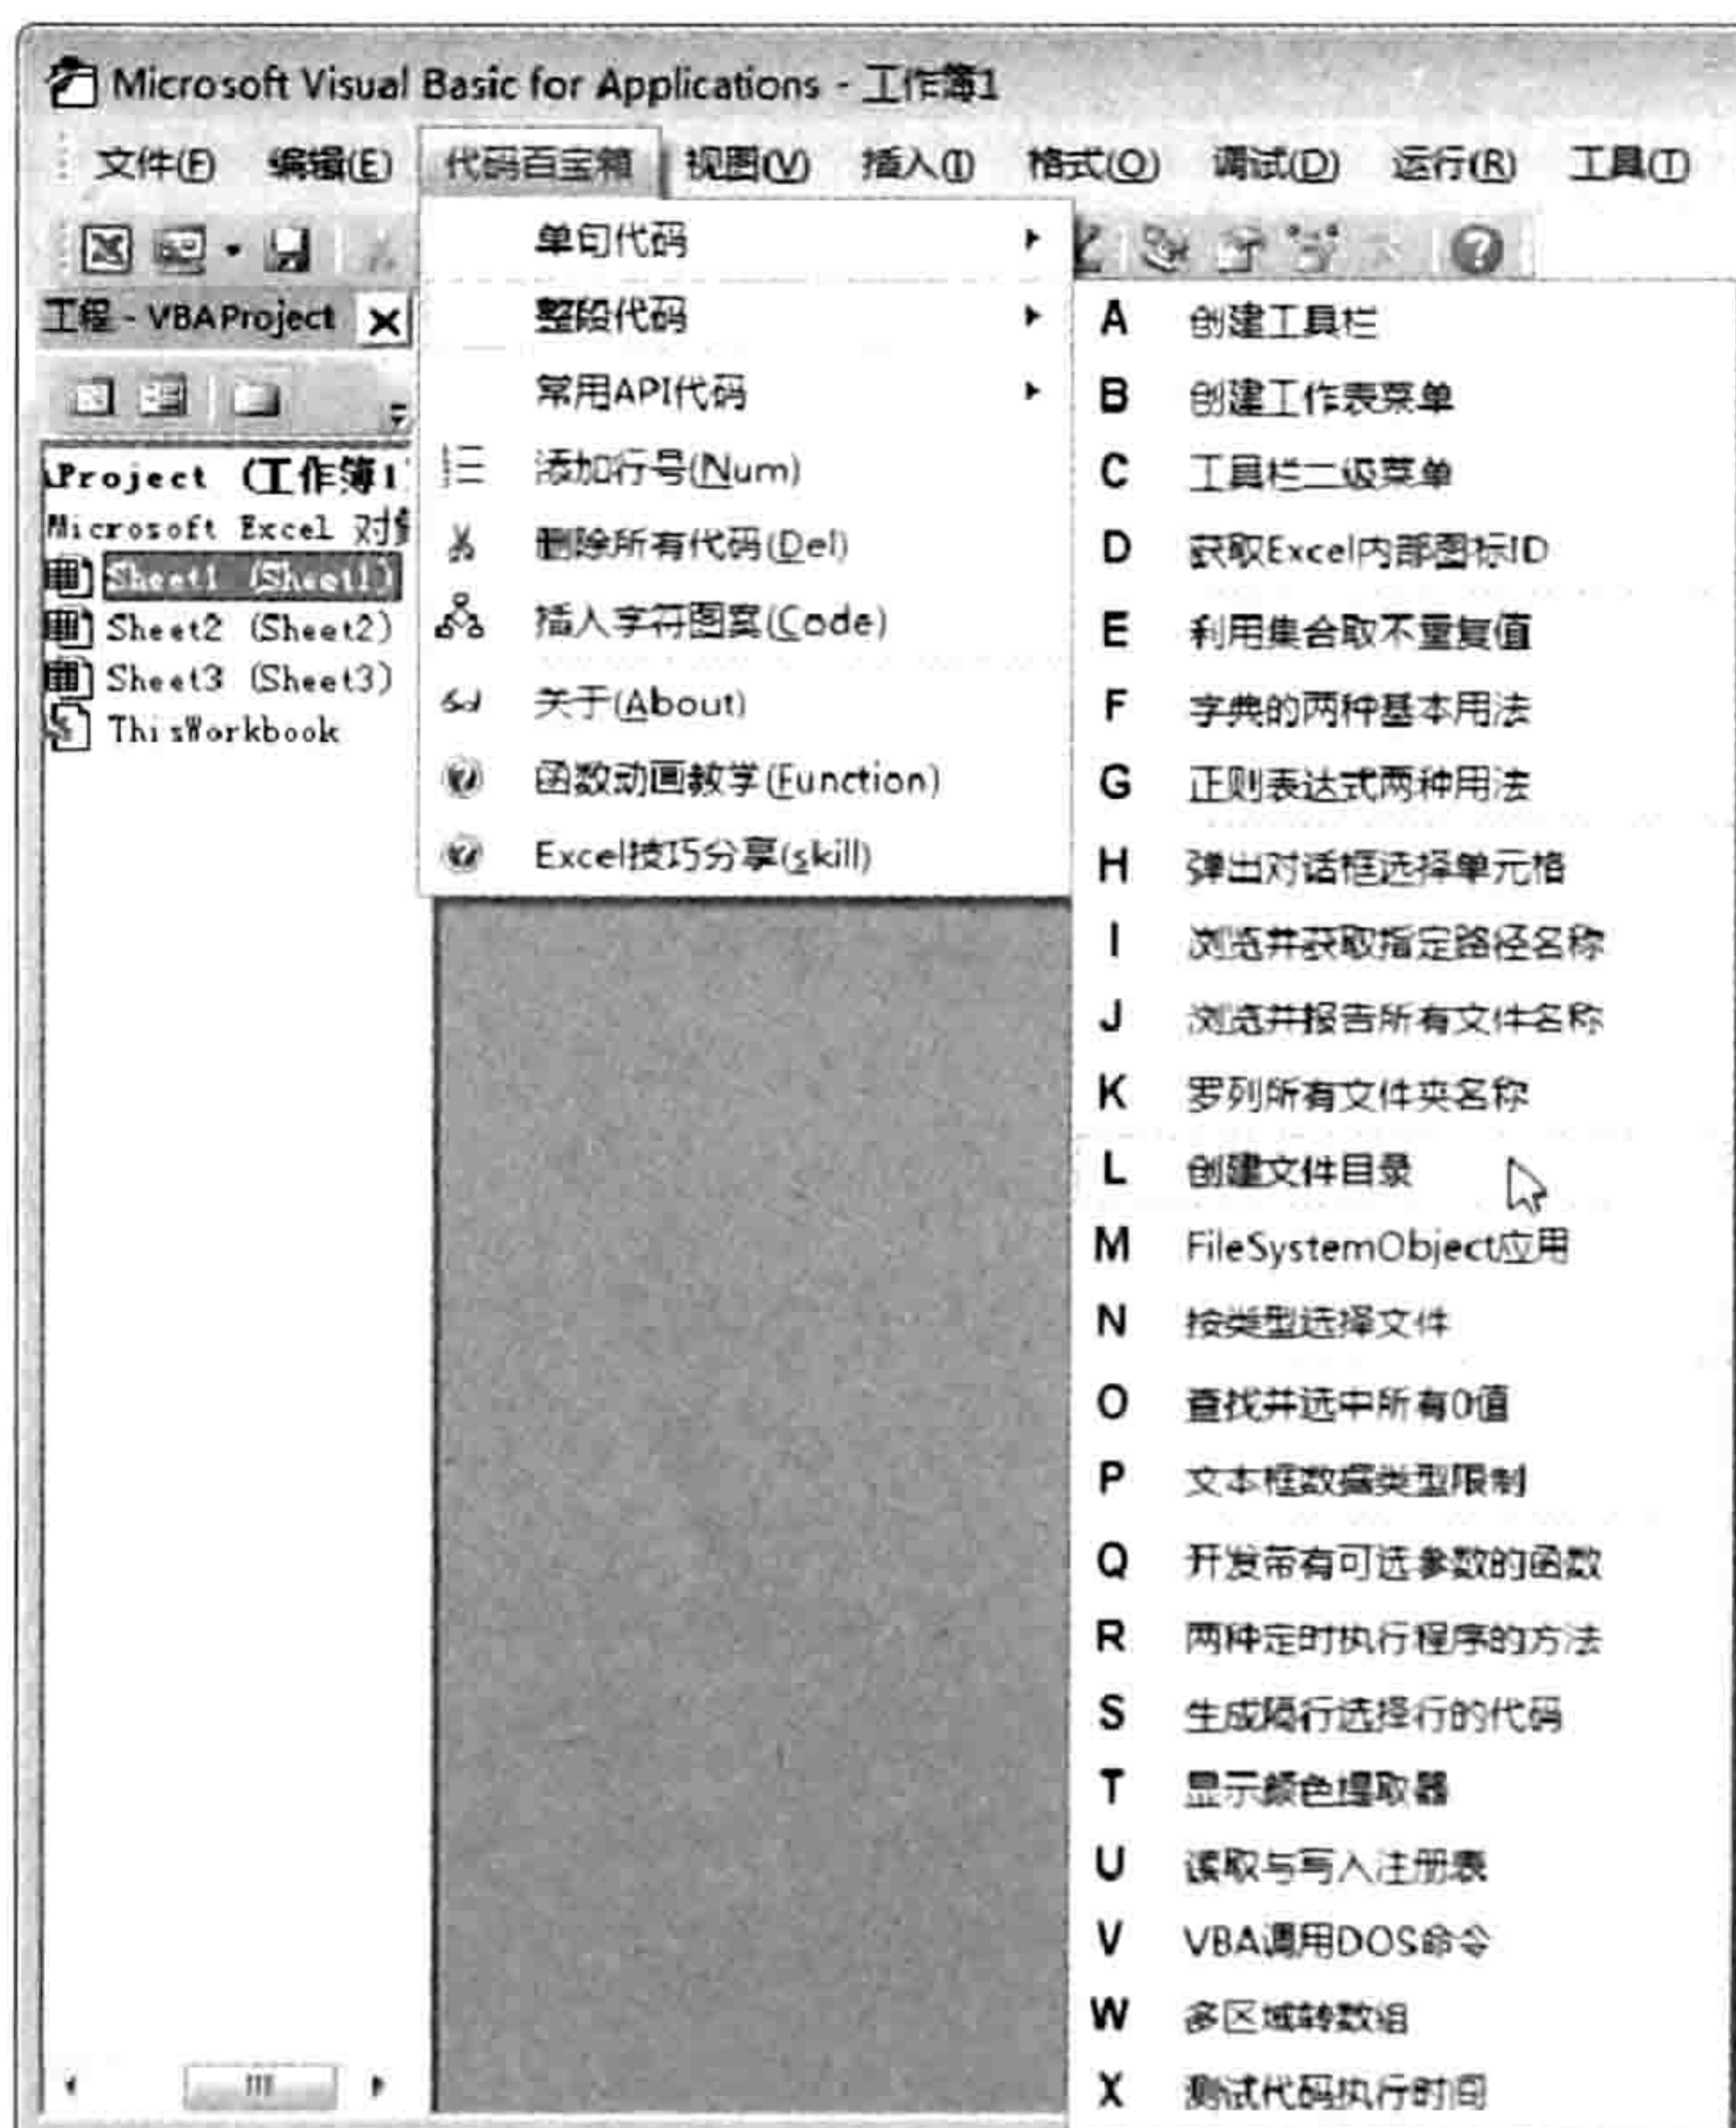 Microsoft Visual Basic for Applications - 工作簿1
文件(F) 编辑(E) 代码百宝箱 视图(V) 插入(I) 格式(O) 调试(D) 运行(R) 工具(T)
工程 - VBAProject
Project (工作簿1
Microsoft Excel 对象
Sheet1 (Sheet1)
Sheet2 (Sheet2)
Sheet3 (Sheet3)
ThisWorkbook
单句代码
整段代码
常用API代码
添加行号(Num)
删除所有代码(Del)
插入字符图案(Code)
关于(About)
函数动画教学(Function)
Excel技巧分享(skill)
A 创建工具栏
B 创建工作表菜单
C 工具栏二级菜单
D 获取Excel内部图标ID
E 利用集合取不重复值
F 字典的两种基本用法
G 正则表达式两种用法
H 弹出对话框选择单元格
I 浏览并获取指定路径名称
J 浏览并报告所有文件名称
K 罗列所有文件夹名称
L 创建文件目录
M FileSystemObject应用
N 按类型选择文件
O 查找并选中所有0值
P 文本框数据类型限制
Q 开发带有可选参数的函数
R 两种定时执行程序的方法
S 生成隔行选择行的代码
T 显示颜色提取器
U 读取与写入注册表
V VBA调用DOS命令
W 多区域转数组
X 测试代码执行时间